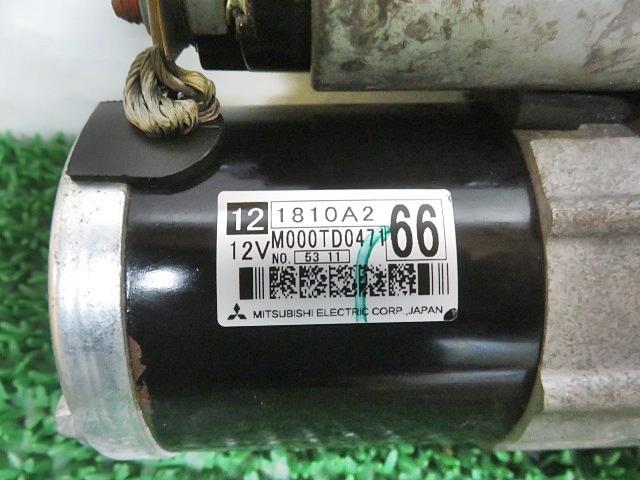 12 1810A2
12V M000TD0471 66
NO. 53 11
MITSUBISHI ELECTRIC CORP., JAPAN